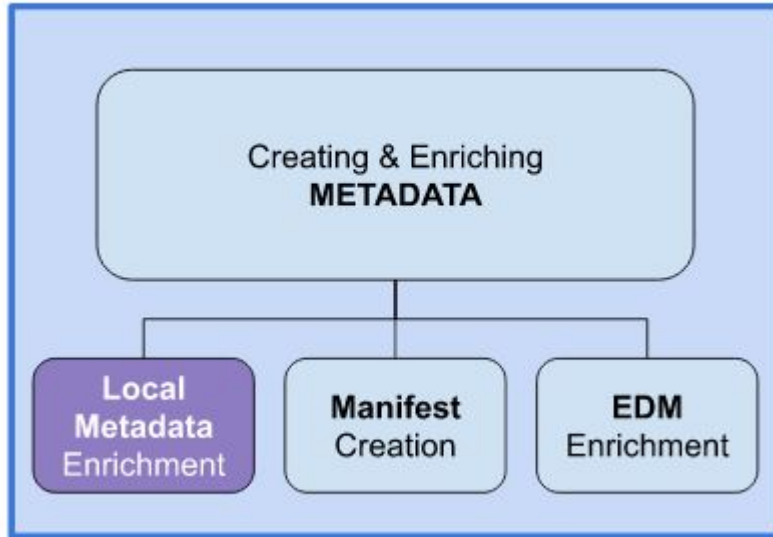 Creating & Enriching
METADATA
Local
Metadata
Enrichment
Manifest
Creation
EDM
Enrichment